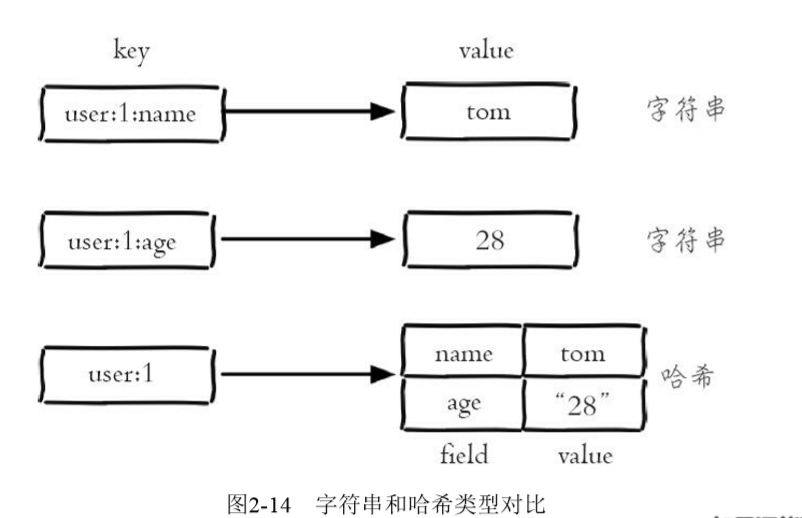 key value
user:1:name tom 字符串
user:1:age 28 字符串
user:1 name tom 哈希
age “28”
field value
图2-14 字符串和哈希类型对比